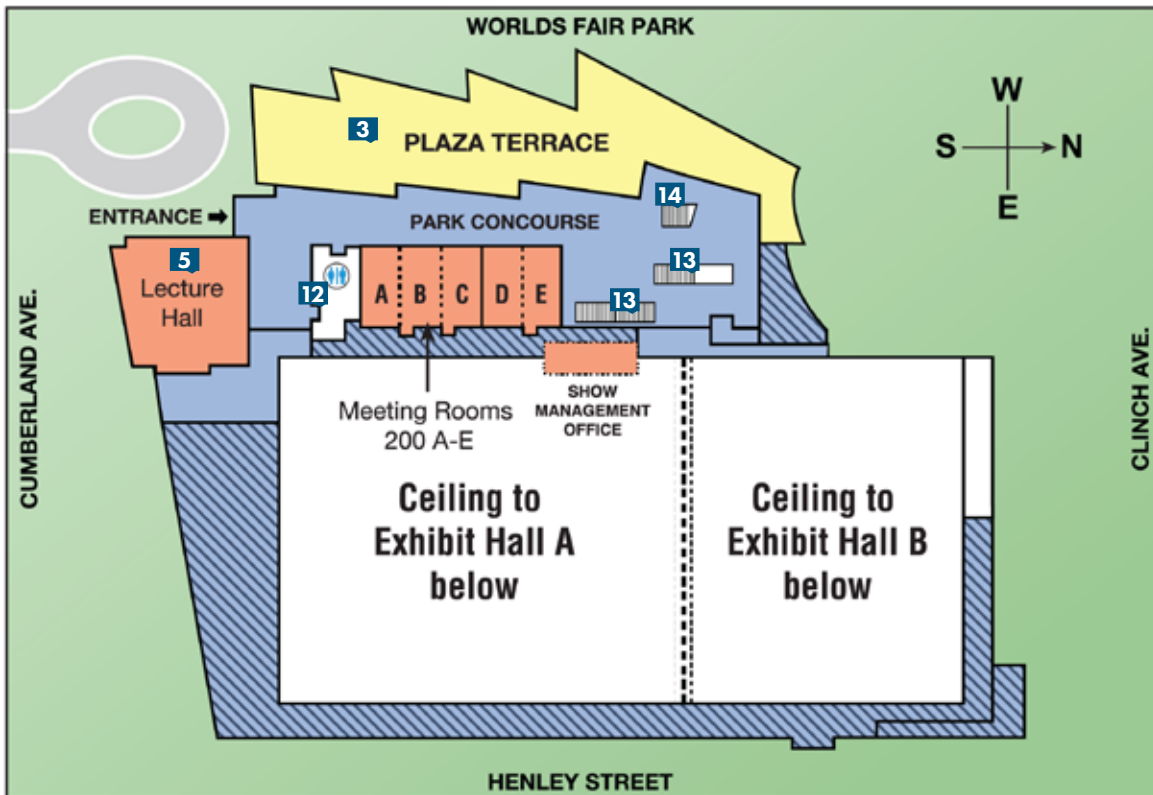 WORLDS FAIR PARK
W
S N
E
3
PLAZA TERRACE
14
ENTRANCE
PARK CONCOURSE
5
Lecture
Hall
12
A B C D E
13
13
Meeting Rooms
200 A-E
SHOW
MANAGEMENT
OFFICE
Ceiling to
Exhibit Hall A
below
Ceiling to
Exhibit Hall B
below
CUMBERLAND AVE.
CLINCH AVE.
HENLEY STREET